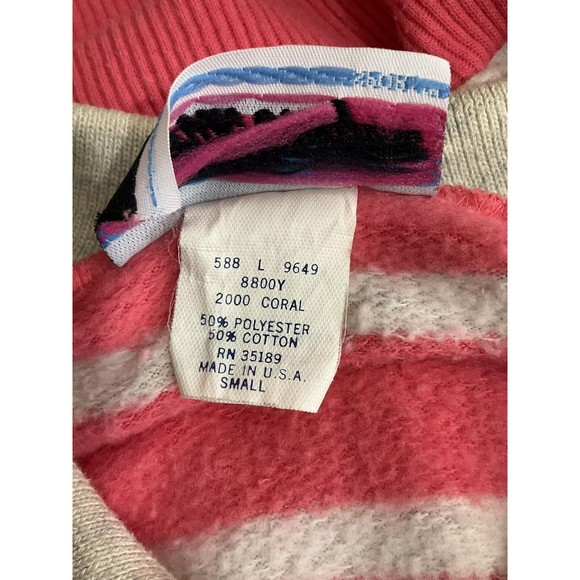 588 L 9649
8800Y
2000 CORAL
50% POLYESTER
50% COTTON
RN 35189
MADE IN U.S.A.
SMALL